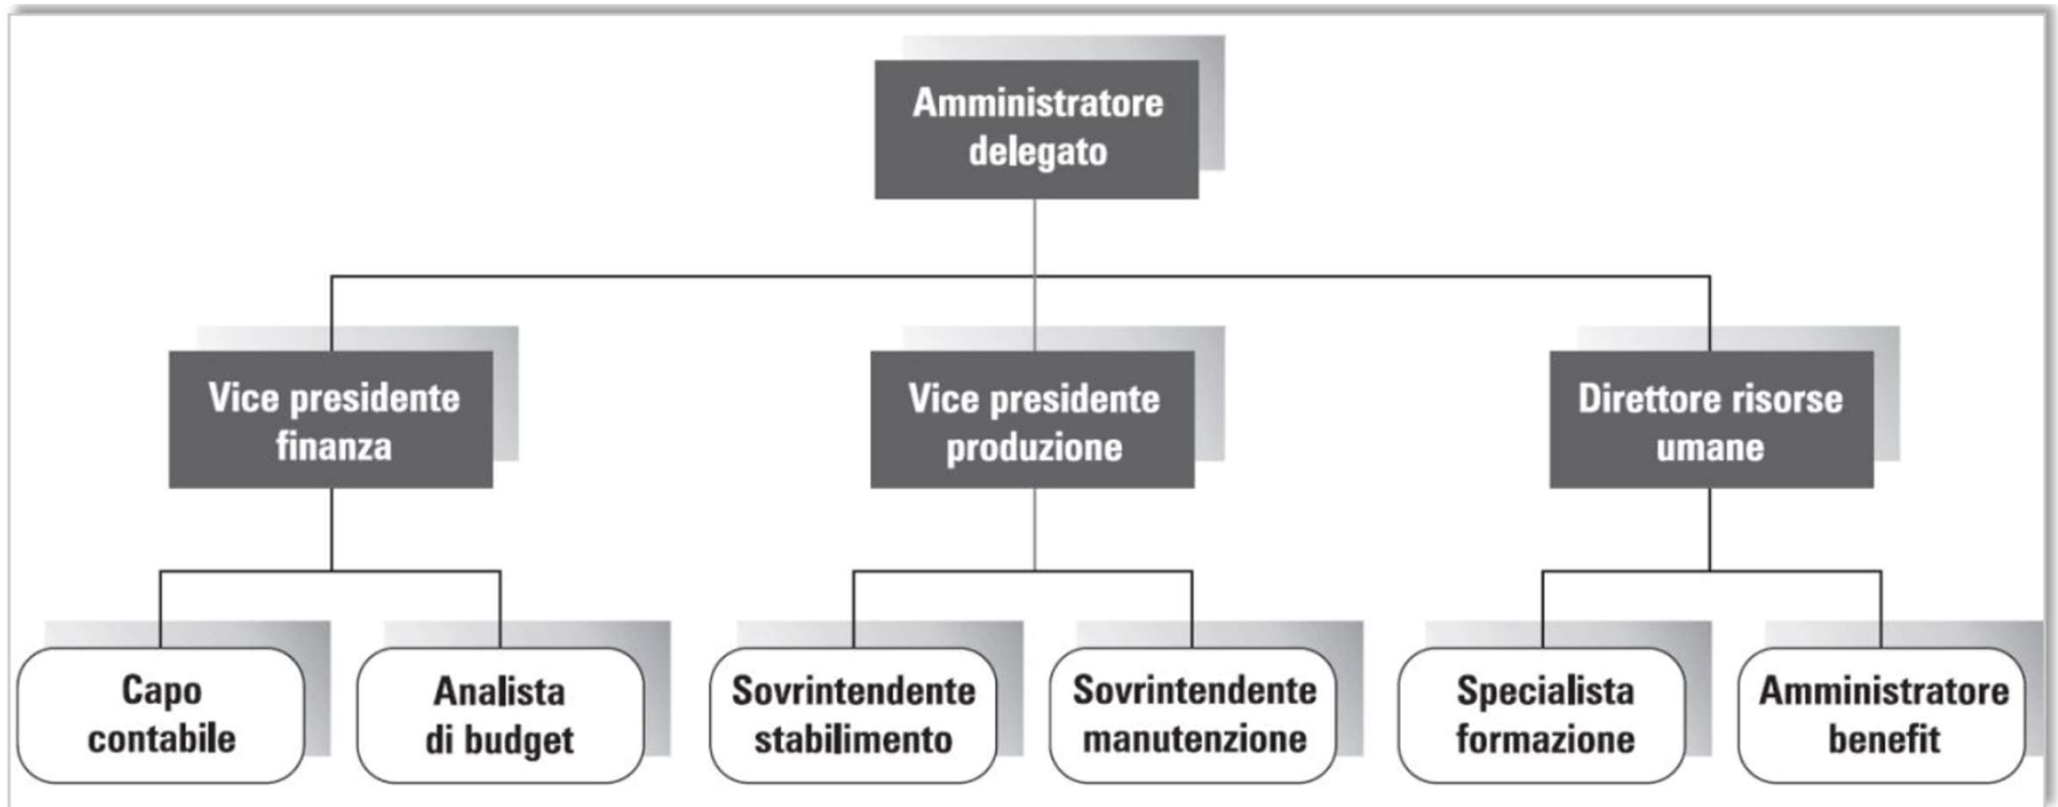 Amministratore
delegato
Vice presidente
finanza
Vice presidente
produzione
Direttore risorse
umane
Capo
contabile
Analista
di budget
Sovrintendente
stabilimento
Sovrintendente
manutenzione
Specialista
formazione
Amministratore
benefit